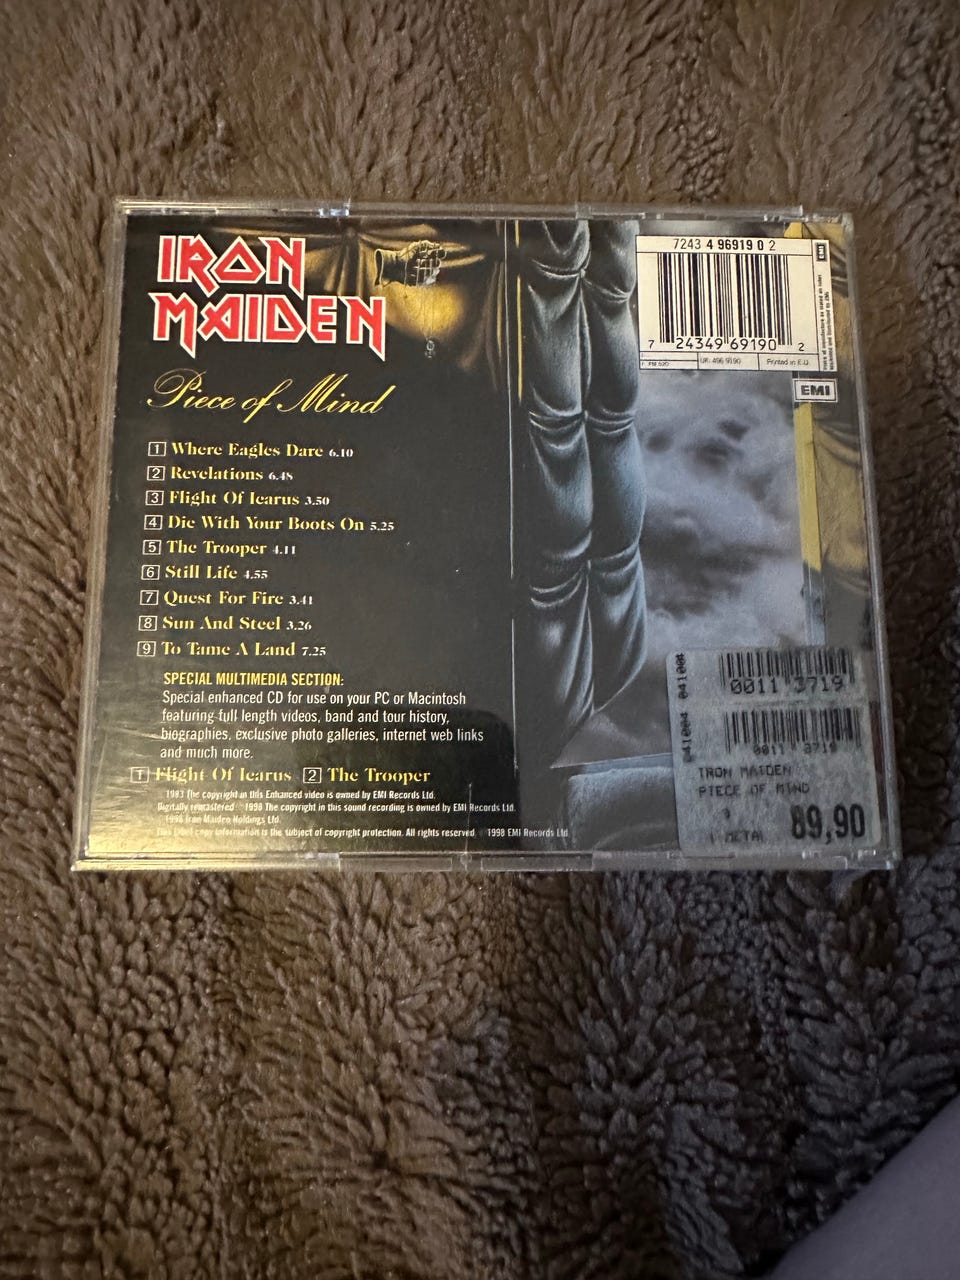 IRON
MAIDEN
Piece of Mind
1 Where Eagles Dare 6.10
2 Revelations 6.48
3 Flight Of Icarus 3.50
4 Die With Your Boots On 5.25
5 The Trooper 4.11
6 Still Life 4.55
7 Quest For Fire 3.41
8 Sun And Steel 3.26
9 To Tame A Land 7.25
SPECIAL MULTIMEDIA SECTION:
Special enhanced CD for use on your PC or Macintosh
featuring full length videos, band and tour history,
biographies, exclusive photo galleries, internet web links
and much more.
1 Flight Of Icarus 2 The Trooper
1983 The copyright in this Enhanced video is owned by EMI Records Ltd.
Digitally remastered 1998 The copyright in this sound recording is owned by EMI Records Ltd.
1998 Iron Maiden Holdings Ltd.
This Label copy information is the subject of copyright protection. All rights reserved. 1998 EMI Records Ltd
7243 4 96919 0 2
7 24349 69190 2
PM 520
UK: 496 9190
Printed in E.U.
EMI
EMI
041004
041004
0011 3719
0011 3719
IRON MAIDEN
PIECE OF MIND
METAL
89,90